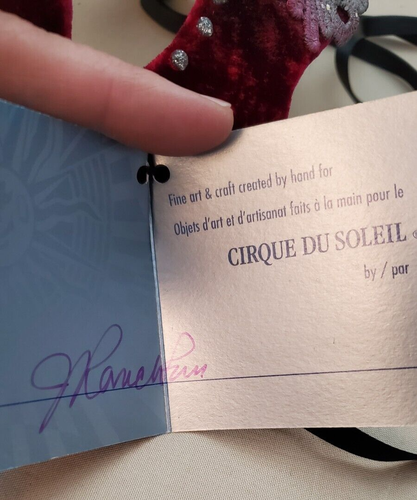 Fine art & craft created by hand for
Objets d'art et d'artisanat faits à la main pour le
CIRQUE DU SOLEIL
by / par